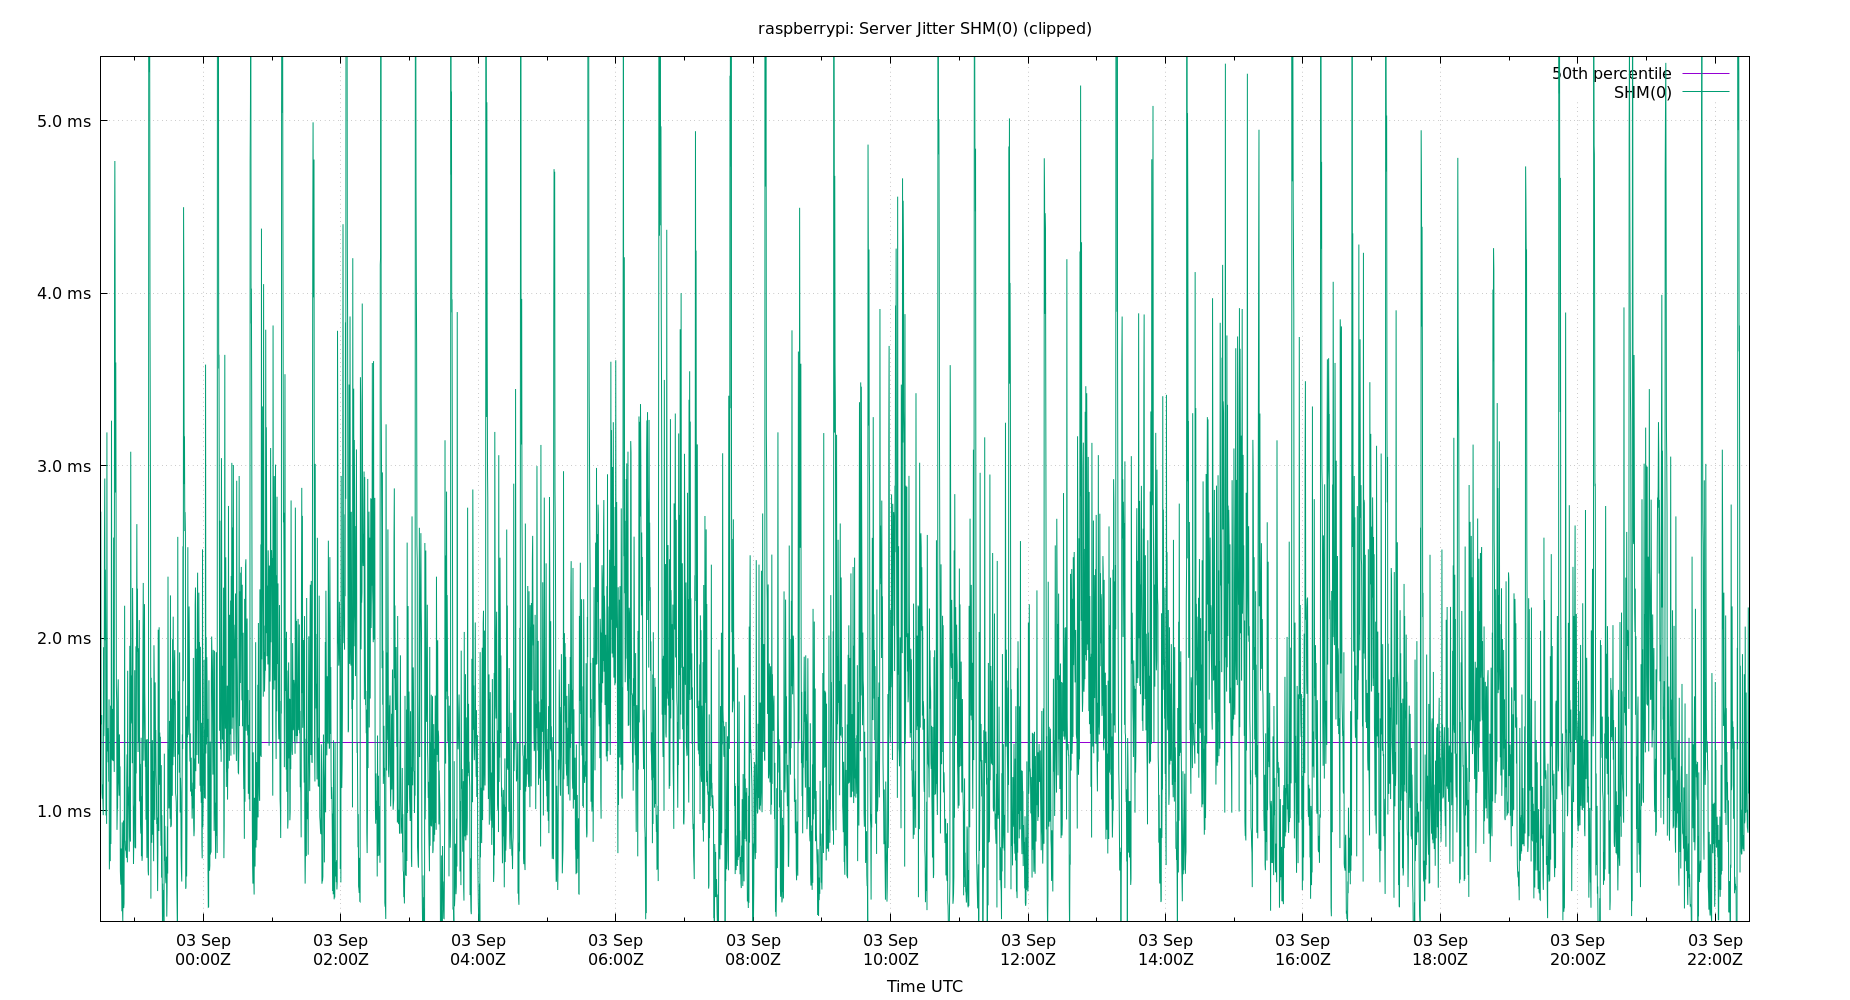 raspberrypi: Server Jitter SHM(0) (clipped)
50th percentile
SHM(0)
5.0 ms
4.0 ms
3.0 ms
2.0 ms
1.0 ms
03 Sep 03 Sep 03 Sep 03 Sep 03 Sep 03 Sep 03 Sep 03 Sep 03 Sep 03 Sep 03 Sep 03 Sep
00:00Z 02:00Z 04:00Z 06:00Z 08:00Z 10:00Z 12:00Z 14:00Z 16:00Z 18:00Z 20:00Z 22:00Z
Time UTC